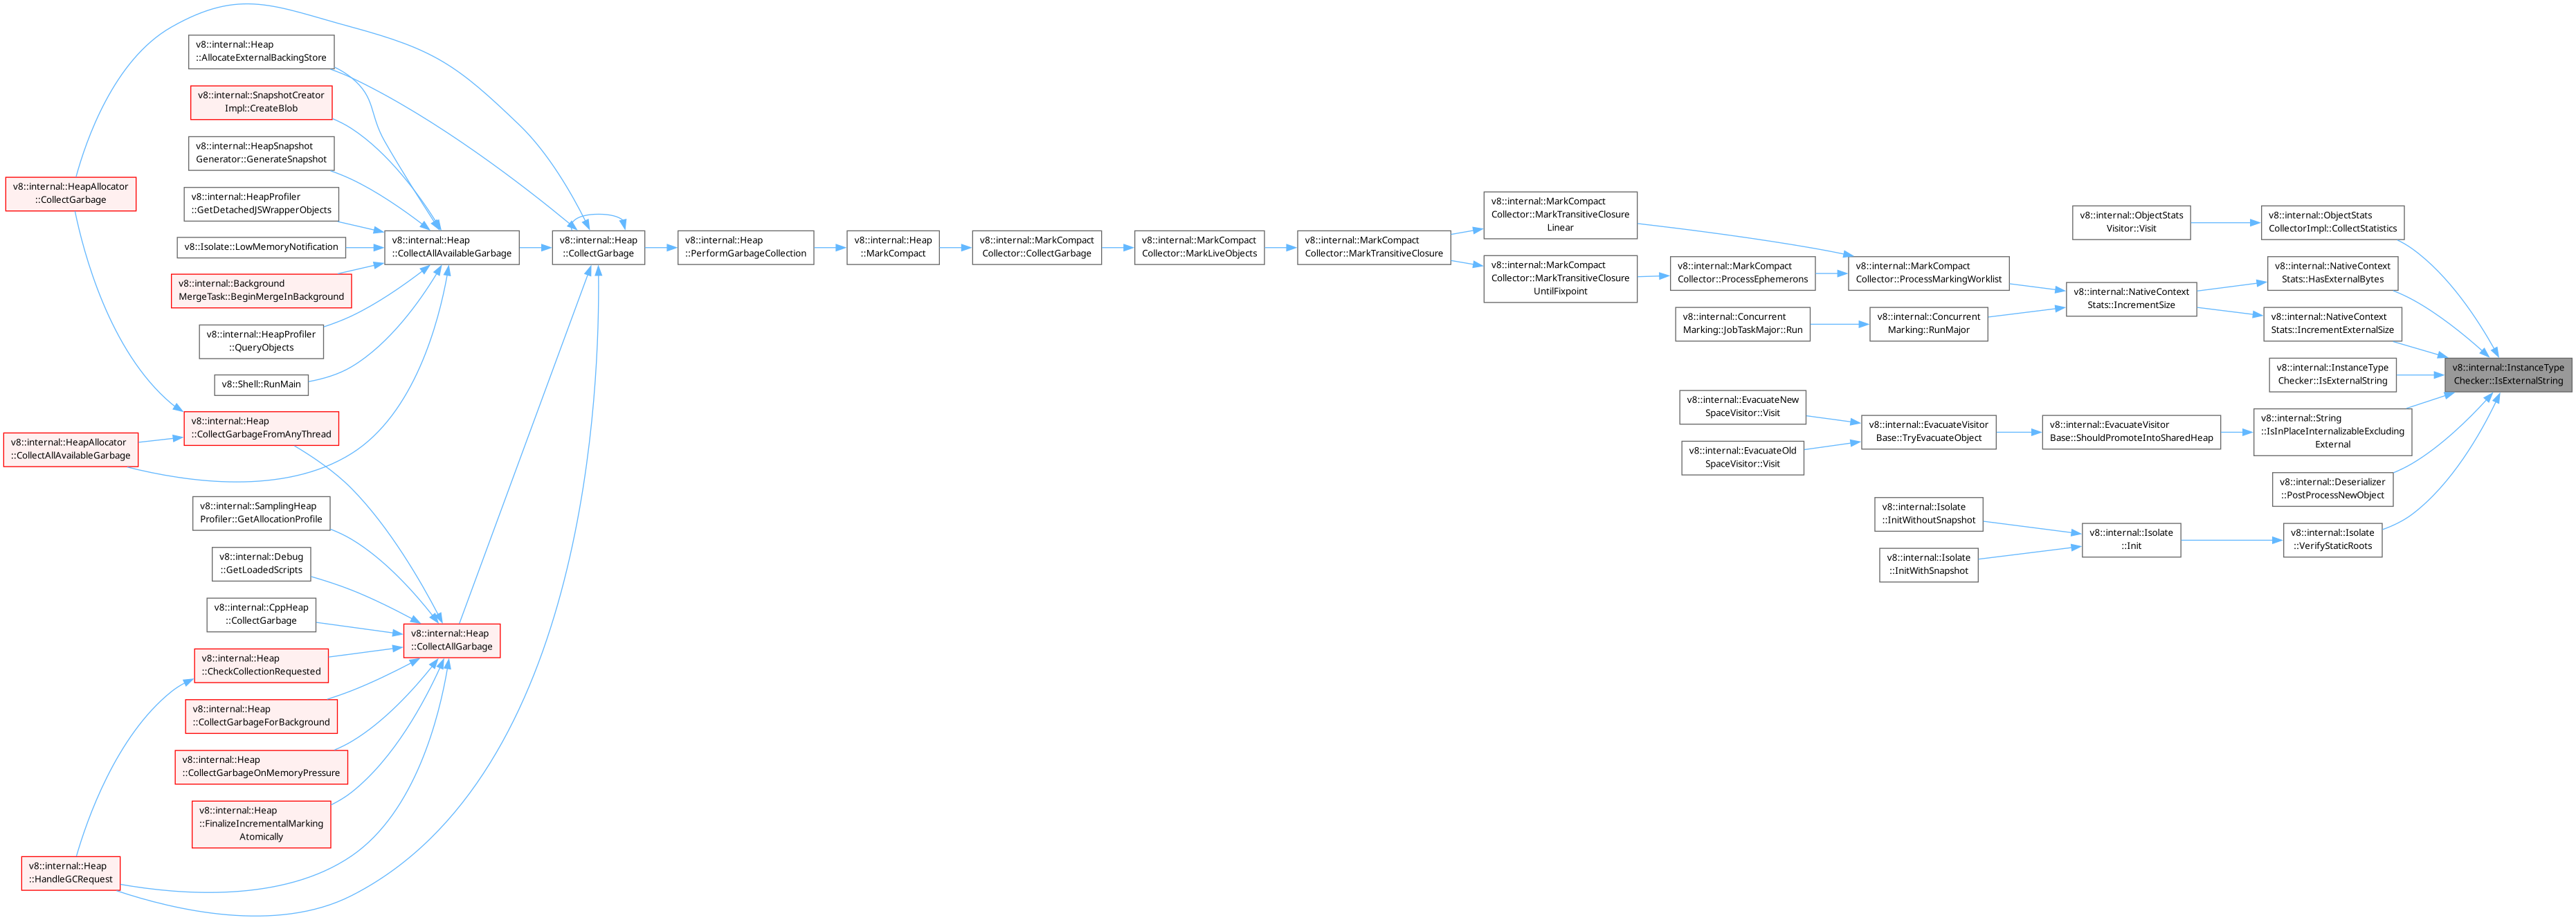 v8::internal::Heap
::AllocateExternalBackingStore
v8::internal::SnapshotCreator
Impl::CreateBlob
v8::internal::HeapSnapshot
Generator::GenerateSnapshot
v8::internal::HeapAllocator
::CollectGarbage
v8::internal::HeapProfiler
::GetDetachedJSWrapperObjects
v8::Isolate::LowMemoryNotification
v8::internal::Background
MergeTask::BeginMergeInBackground
v8::internal::HeapProfiler
::QueryObjects
v8::Shell::RunMain
v8::internal::Heap
::CollectGarbageFromAnyThread
v8::internal::HeapAllocator
::CollectAllAvailableGarbage
v8::internal::SamplingHeap
Profiler::GetAllocationProfile
v8::internal::Debug
::GetLoadedScripts
v8::internal::CppHeap
::CollectGarbage
v8::internal::Heap
::CheckCollectionRequested
v8::internal::Heap
::CollectGarbageForBackground
v8::internal::Heap
::CollectGarbageOnMemoryPressure
v8::internal::Heap
::FinalizeIncrementalMarking
Atomically
v8::internal::Heap
::HandleGCRequest
v8::internal::Heap
::CollectAllAvailableGarbage
v8::internal::Heap
::CollectAllGarbage
v8::internal::Heap
::CollectGarbage
v8::internal::Heap
::PerformGarbageCollection
v8::internal::Heap
::MarkCompact
v8::internal::MarkCompact
Collector::CollectGarbage
v8::internal::MarkCompact
Collector::MarkLiveObjects
v8::internal::MarkCompact
Collector::MarkTransitiveClosure
v8::internal::MarkCompact
Collector::MarkTransitiveClosure
Linear
v8::internal::MarkCompact
Collector::MarkTransitiveClosure
UntilFixpoint
v8::internal::MarkCompact
Collector::ProcessEphemerons
v8::internal::Concurrent
Marking::JobTaskMajor::Run
v8::internal::EvacuateNew
SpaceVisitor::Visit
v8::internal::EvacuateOld
SpaceVisitor::Visit
v8::internal::MarkCompact
Collector::ProcessMarkingWorklist
v8::internal::Concurrent
Marking::RunMajor
v8::internal::EvacuateVisitor
Base::TryEvacuateObject
v8::internal::Isolate
::InitWithoutSnapshot
v8::internal::Isolate
::InitWithSnapshot
v8::internal::ObjectStats
Visitor::Visit
v8::internal::NativeContext
Stats::IncrementSize
v8::internal::EvacuateVisitor
Base::ShouldPromoteIntoSharedHeap
v8::internal::Isolate
::Init
v8::internal::ObjectStats
CollectorImpl::CollectStatistics
v8::internal::NativeContext
Stats::HasExternalBytes
v8::internal::NativeContext
Stats::IncrementExternalSize
v8::internal::InstanceType
Checker::IsExternalString
v8::internal::String
::IsInPlaceInternalizableExcluding
External
v8::internal::Deserializer
::PostProcessNewObject
v8::internal::Isolate
::VerifyStaticRoots
v8::internal::InstanceType
Checker::IsExternalString